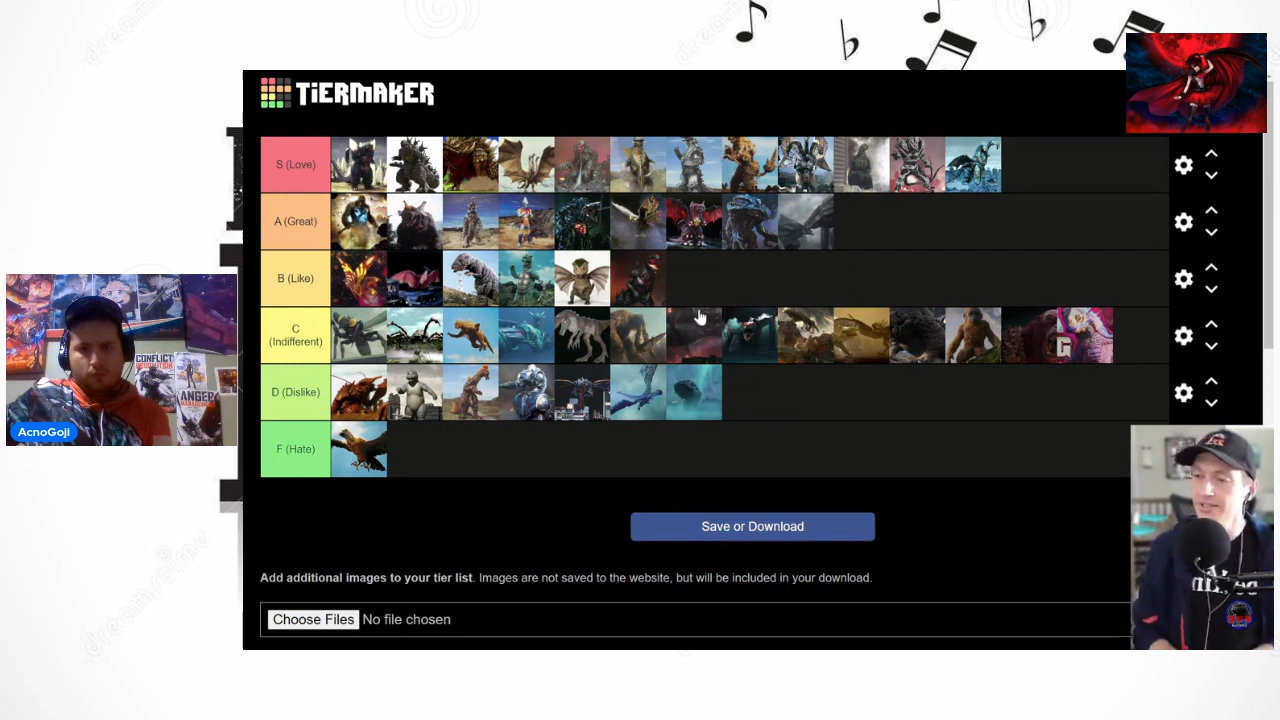 TiERMAKER
S (Love)
A (Great)
B (Like)
C
(Indifferent)
D (Dislike)
F (Hate)
CONFLICT
ANGER
AcnoGoji
Save or Download
Add additional images to your tier list. Images are not saved to the website, but will be included in your download.
Choose Files No file chosen